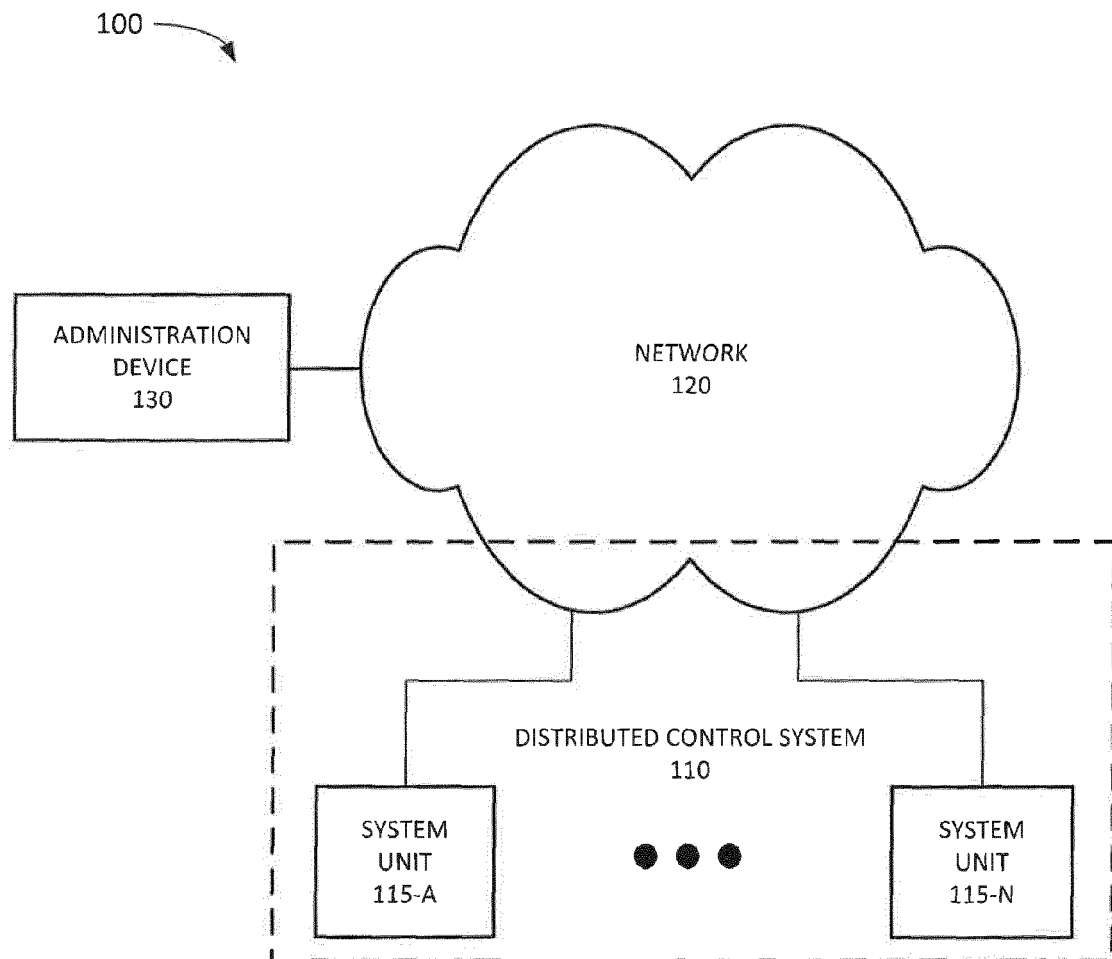 100
ADMINISTRATION
DEVICE
130
NETWORK
120
DISTRIBUTED CONTROL SYSTEM
110
SYSTEM
UNIT
115-A
SYSTEM
UNIT
115-N